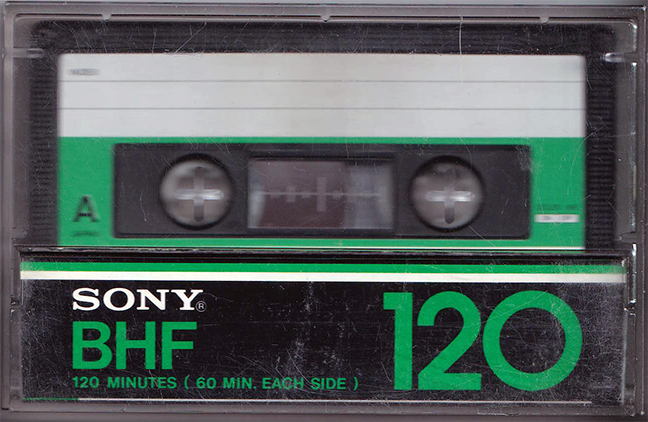 A
SONY®
BHF
120
120 MINUTES ( 60 MIN. EACH SIDE )